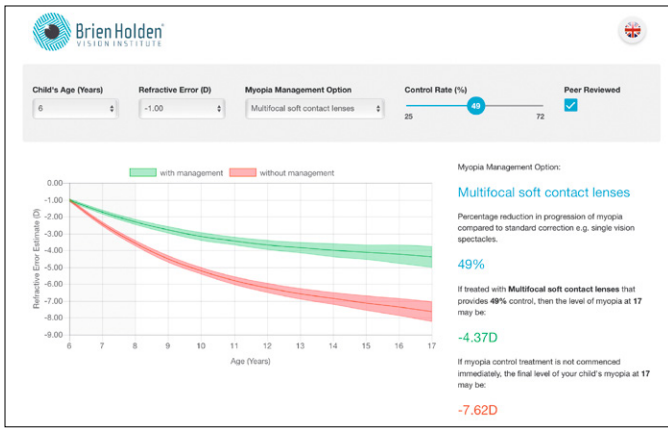 Brien Holden
VISION INSTITUTE
Child's Age (Years)
Refractive Error (D)
Myopia Management Option
Control Rate (%)
Peer Reviewed
6
-1.00
Multifocal soft contact lenses
49
25
72
with management
without management
0.00
-1.00
-2.00
-3.00
-4.00
-5.00
-6.00
-7.00
-8.00
-9.00
Refractive Error Estimate (D)
6
7
8
9
10
11
12
13
14
15
16
17
Age (Years)
Myopia Management Option:
Multifocal soft contact lenses
Percentage reduction in progression of myopia
compared to standard correction e.g. single vision
spectacles.
49%
If treated with Multifocal soft contact lenses that
provides 49% control, then the level of myopia at 17
may be:
-4.37D
If myopia control treatment is not commenced
immediately, the final level of your child's myopia at 17
may be:
-7.62D